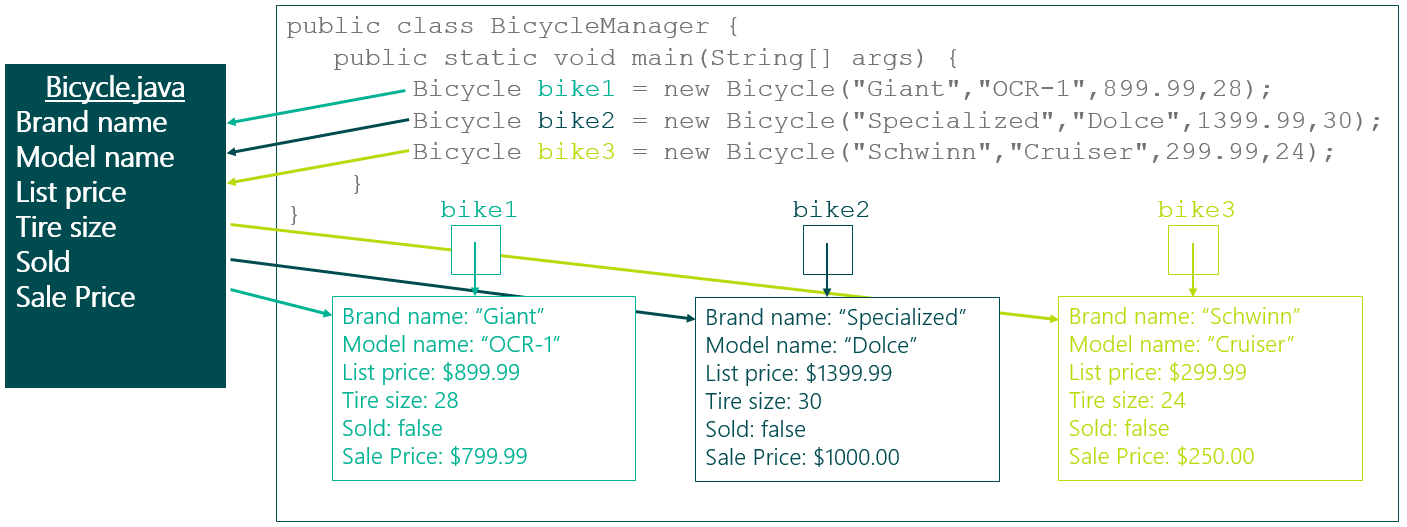 Bicycle.java
Brand name
Model name
List price
Tire size
Sold
Sale Price
public class BicycleManager {
public static void main(String[] args) {
Bicycle bike1 = new Bicycle("Giant","OCR-1",899.99,28);
Bicycle bike2 = new Bicycle("Specialized","Dolce",1399.99,30);
Bicycle bike3 = new Bicycle("Schwinn","Cruiser",299.99,24);
}
}
bike1
bike2
bike3
Brand name: “Giant”
Model name: “OCR-1”
List price: $899.99
Tire size: 28
Sold: false
Sale Price: $799.99
Brand name: “Specialized”
Model name: “Dolce”
List price: $1399.99
Tire size: 30
Sold: false
Sale Price: $1000.00
Brand name: “Schwinn”
Model name: “Cruiser”
List price: $299.99
Tire size: 24
Sold: false
Sale Price: $250.00